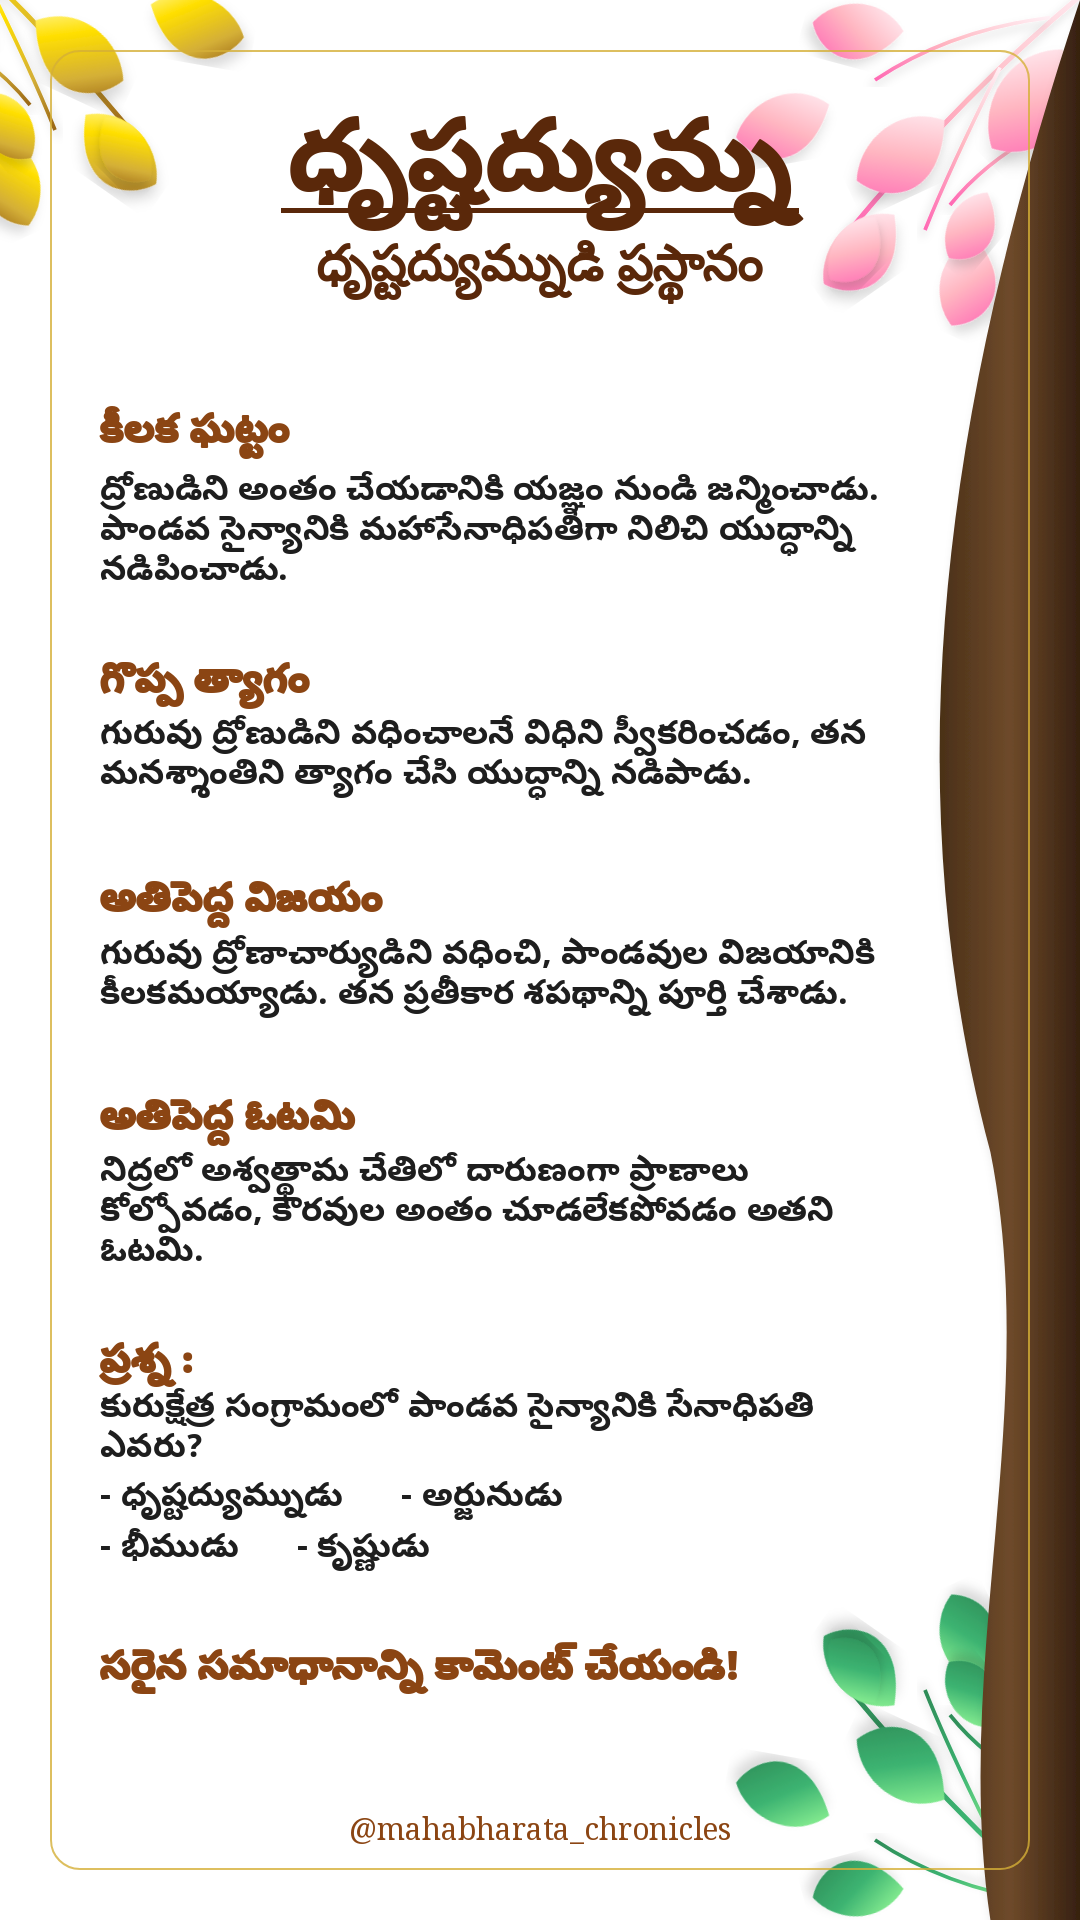 ధృష్టద్యుమ్న
ధృష్టద్యుమ్నుడి ప్రస్థానం
కీలక ఘట్టం
ద్రోణుడిని అంతం చేయడానికి యజ్ఞం నుండి జన్మించాడు.
పాండవ సైన్యానికి మహాసేనాధిపతిగా నిలిచి యుద్ధాన్ని
నడిపించాడు.
గొప్ప త్యాగం
గురువు ద్రోణుడిని వధించాలనే విధిని స్వీకరించడం, తన
మనశ్శాంతిని త్యాగం చేసి యుద్ధాన్ని నడిపాడు.
అతిపెద్ద విజయం
గురువు ద్రోణాచార్యుడిని వధించి, పాండవుల విజయానికి
కీలకమయ్యాడు. తన ప్రతీకార శపథాన్ని పూర్తి చేశాడు.
అతిపెద్ద ఓటమి
నిద్రలో అశ్వత్థామ చేతిలో దారుణంగా ప్రాణాలు
కోల్పోవడం, కౌరవుల అంతం చూడలేకపోవడం అతని
ఓటమి.
ప్రశ్న :
కురుక్షేత్ర సంగ్రామంలో పాండవ సైన్యానికి సేనాధిపతి
ఎవరు?
- ధృష్టద్యుమ్నుడు - అర్జునుడు
- భీముడు - కృష్ణుడు
సరైన సమాధానాన్ని కామెంట్ చేయండి!
@mahabharata_chronicles